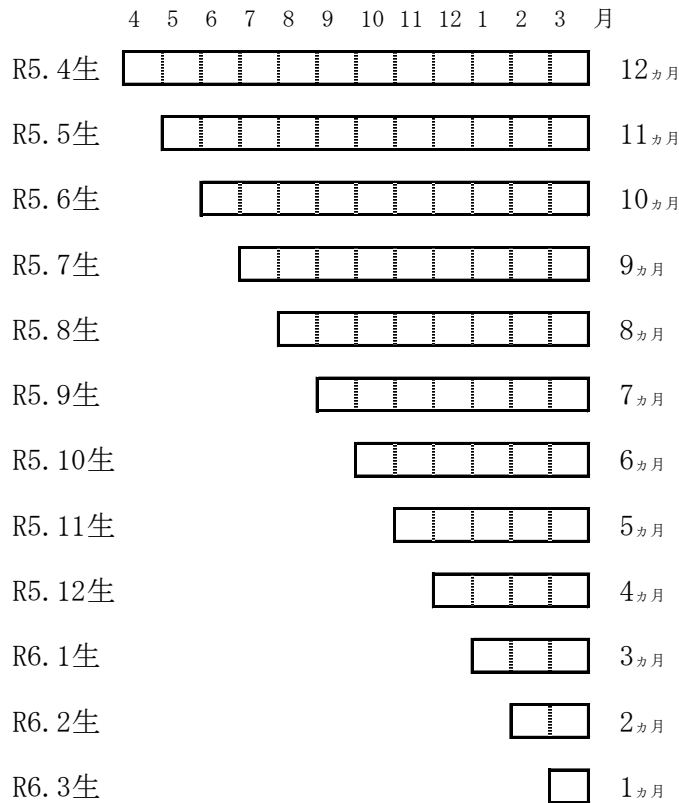 4 5 6 7 8 9 10 11 12 1 2 3 月
R5.4生 12ヵ月
R5.5生 11ヵ月
R5.6生 10ヵ月
R5.7生 9ヵ月
R5.8生 8ヵ月
R5.9生 7ヵ月
R5.10生 6ヵ月
R5.11生 5ヵ月
R5.12生 4ヵ月
R6.1生 3ヵ月
R6.2生 2ヵ月
R6.3生 1ヵ月